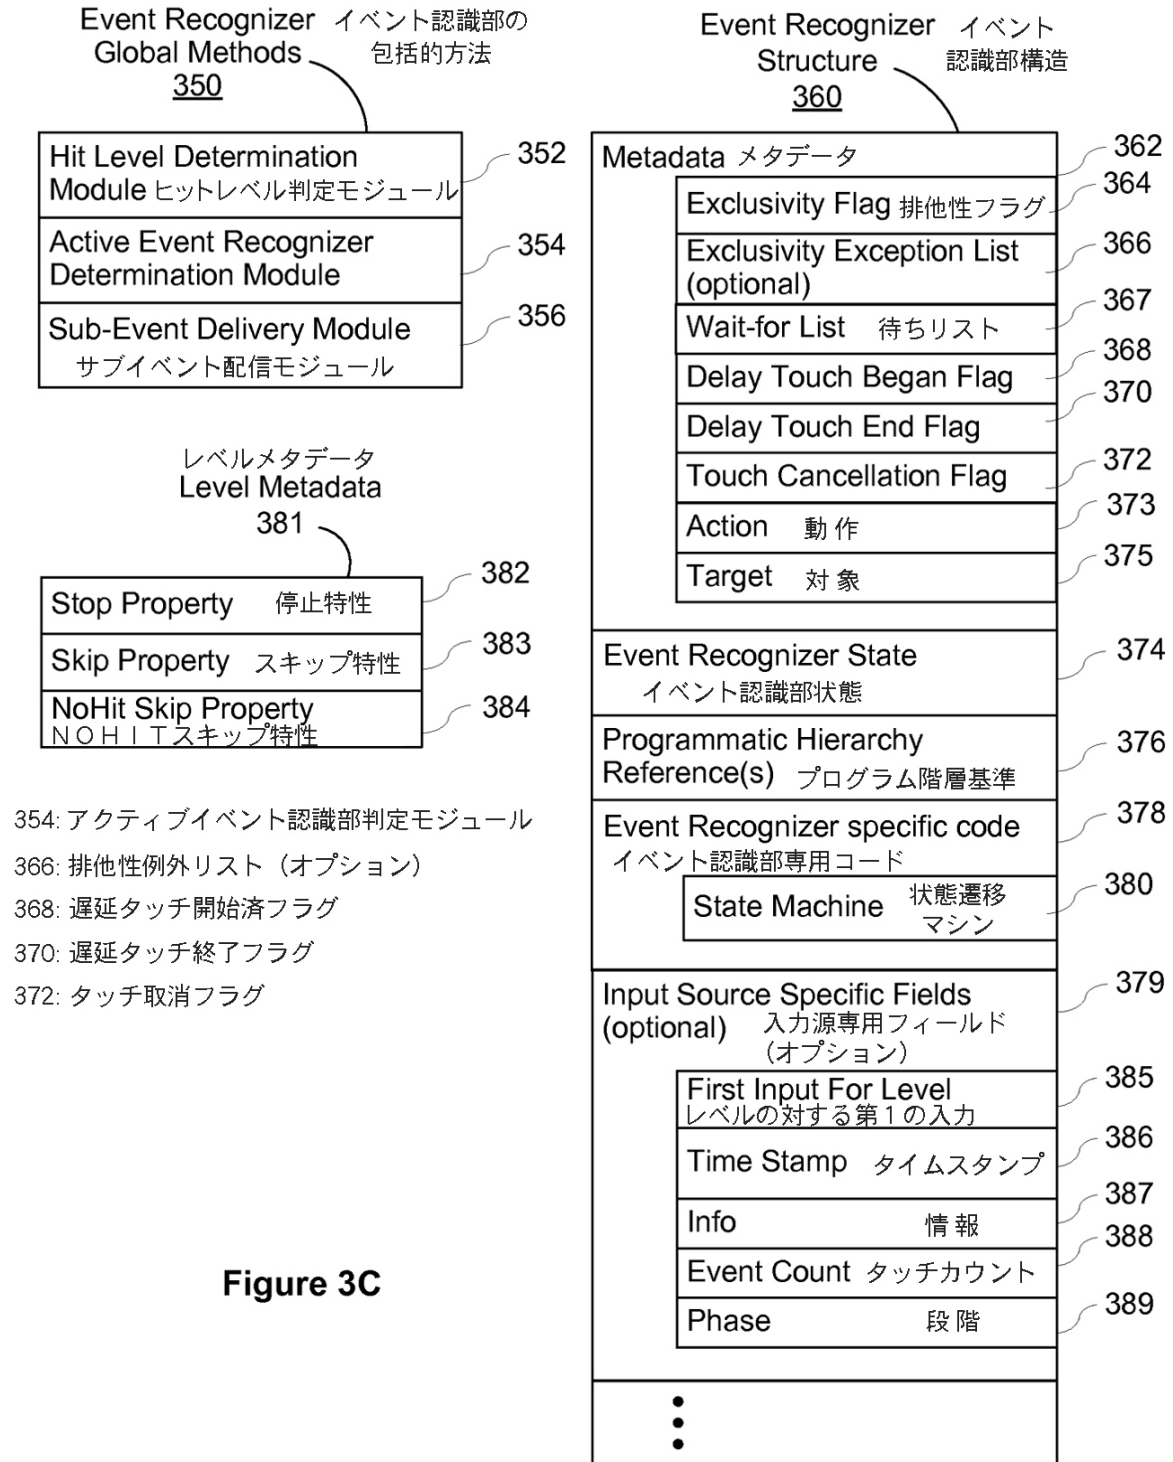 Event Recognizer イベント認識部の
Global Methods 包括的方法
350
Hit Level Determination
Module ヒットレベル判定モジュール
352
Active Event Recognizer
Determination Module
354
Sub-Event Delivery Module
サブイベント配信モジュール
356
レベルメタデータ
Level Metadata
381
Stop Property 停止特性
382
Skip Property スキップ特性
383
NoHit Skip Property
NOHITスキップ特性
384
354: アクティブイベント認識部判定モジュール
366: 排他性例外リスト（オプション）
368: 遅延タッチ開始済フラグ
370: 遅延タッチ終了フラグ
372: タッチ取消フラグ
Figure 3C
Event Recognizer イベント
Structure 認識部構造
360
Metadata メタデータ
362
Exclusivity Flag 排他性フラグ
364
Exclusivity Exception List
(optional)
366
Wait-for List 待ちリスト
367
Delay Touch Began Flag
368
Delay Touch End Flag
370
Touch Cancellation Flag
372
Action 動作
373
Target 対象
375
Event Recognizer State
イベント認識部状態
374
Programmatic Hierarchy
Reference(s) プログラム階層基準
376
Event Recognizer specific code
イベント認識部専用コード
378
State Machine 状態遷移
マシン
380
Input Source Specific Fields
(optional) 入力源専用フィールド
（オプション）
379
First Input For Level
レベルの対する第1の入力
385
Time Stamp タイムスタンプ
386
Info 情報
387
Event Count タッチカウント
388
Phase 段階
389